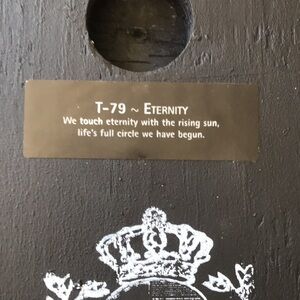 T-79 ~ ETERNITY
We touch eternity with the rising sun,
life's full circle we have begun.